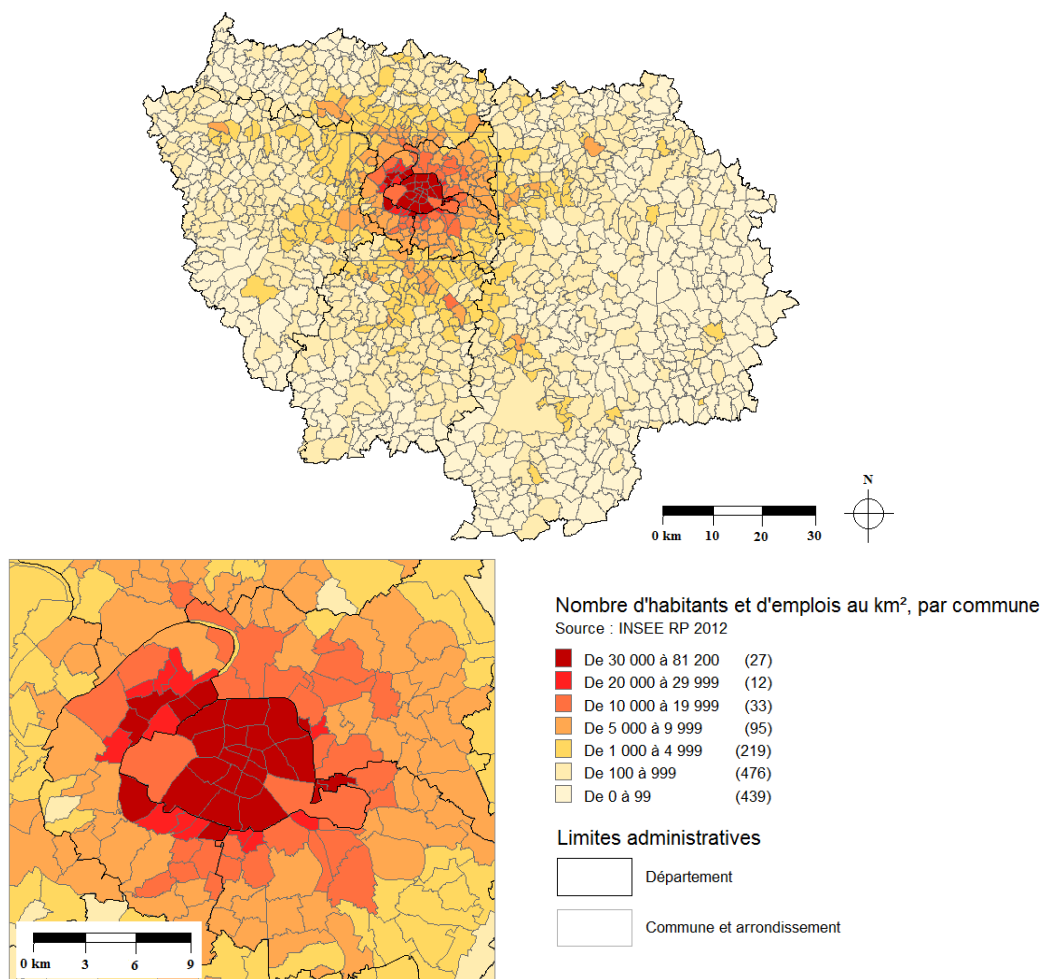 N
0 km 10 20 30
Nombre d'habitants et d'emplois au km², par commune
Source : INSEE RP 2012
De 30 000 à 81 200 (27)
De 20 000 à 29 999 (12)
De 10 000 à 19 999 (33)
De 5 000 à 9 999 (95)
De 1 000 à 4 999 (219)
De 100 à 999 (476)
De 0 à 99 (439)
Limites administratives
Département
Commune et arrondissement
0 km 3 6 9